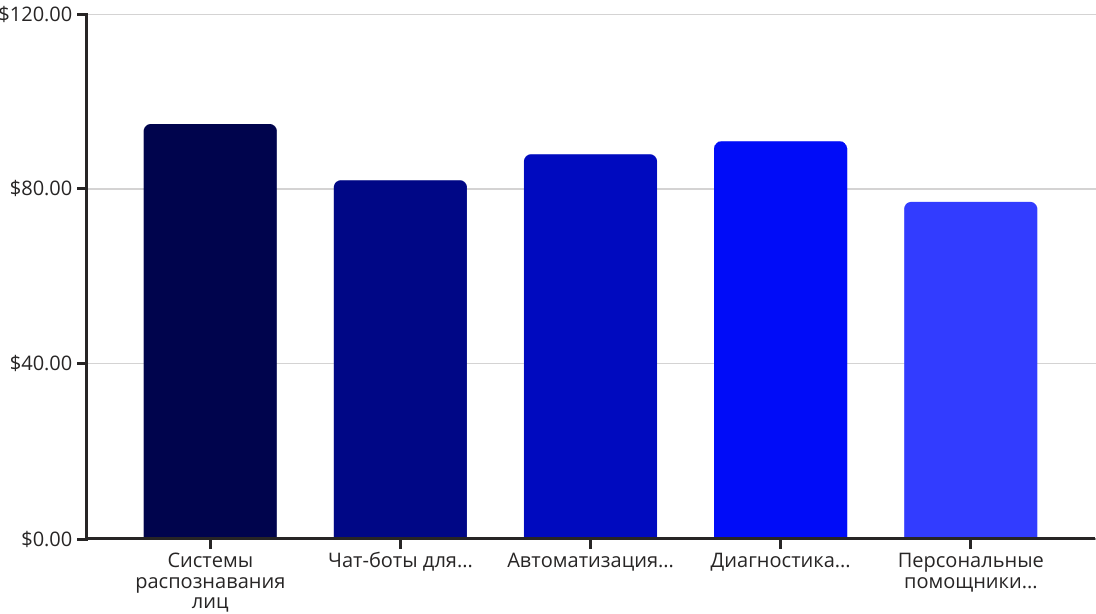 $120.00
$80.00
$40.00
$0.00
Системы
распознавания
лиц
Чат-боты для...
Автоматизация...
Диагностика...
Персональные
помощники...